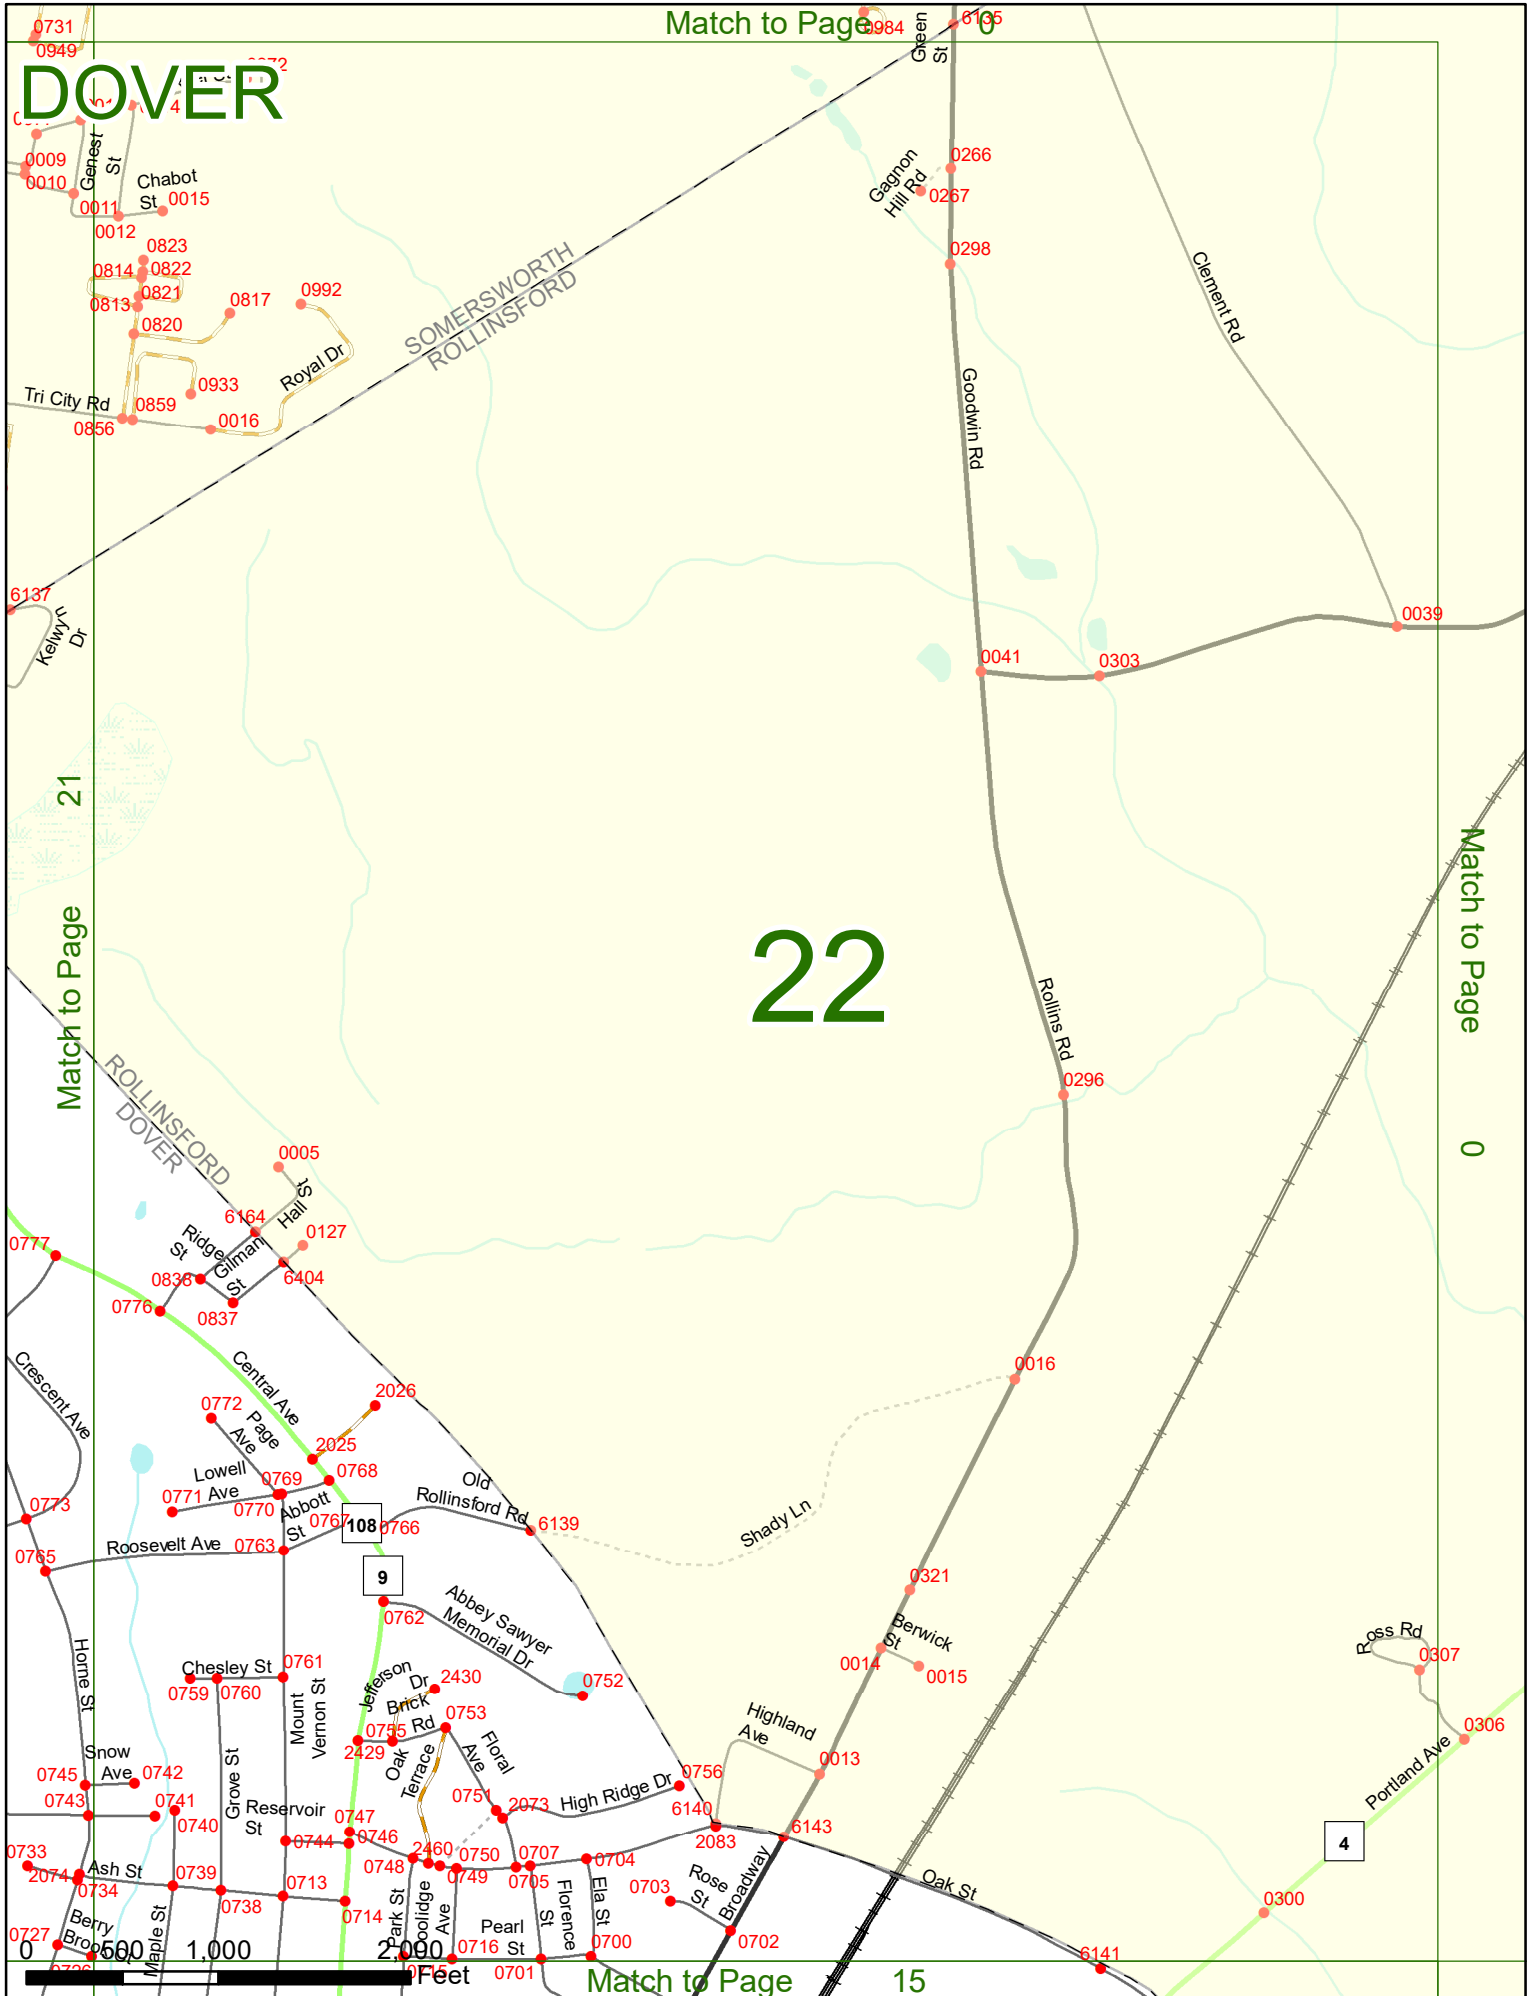 Match to Page 0
DOVER
0731
0949
0984
6135
Green
St
0009
0010
Genest
St
Chabot
St
0015
0011
0012
0266
Gagnon
Hill Rd
0267
0298
0823
0814
0822
0821
0813
0817
0992
0820
SOMERSWORTH
ROLLINSFORD
Clement Rd
Royal Dr
0933
Tri City Rd
0859
0856
0016
Goodwin Rd
6137
Kelwyn
Dr
0039
0041
0303
Match to Page 21
Match to Page 0
22
Rollins Rd
0296
ROLLINSFORD
DOVER
0005
Hall St
6164
0127
Ridge
St
Gilman
St
0777
0838
6404
0776
0837
Crescent Ave
Central Ave
0016
2026
0772
Page
Ave
2025
Lowell
Ave
0769
0768
0771
0770
Abbott
St
0767
108
0766
Old
Rollinsford Rd
6139
Shady Ln
0773
Roosevelt Ave
0763
0765
9
0762
Abbey Sawyer
Memorial Dr
0321
Berwick
St
0014
0015
Ross Rd
0307
Horne St
Chesley St
0761
0759
0760
Mount
Vernon St
Jefferson
Dr
2430
0752
Brick
Rd
0753
0755
2429
Oak
Terrace
Floral
Ave
Highland
Ave
0013
0306
Portland Ave
Snow
Ave
0745
0742
0743
0741
0740
Grove St
Reservoir
St
0747
0746
0744
0751
2073
High Ridge Dr
0756
6140
2083
6143
4
0733
2074
0734
Ash St
0739
0738
0713
0714
0748
2460
0750
0749
0707
0705
0704
Rose
St
0703
Broadway
Oak St
0300
Park St
Coolidge
Ave
Florence
St
Ela St
0727
Berry
Maple St
Pearl
St
0716
0701
0700
0702
6141
0 500 1,000 2,000
Feet
Match to Page 15